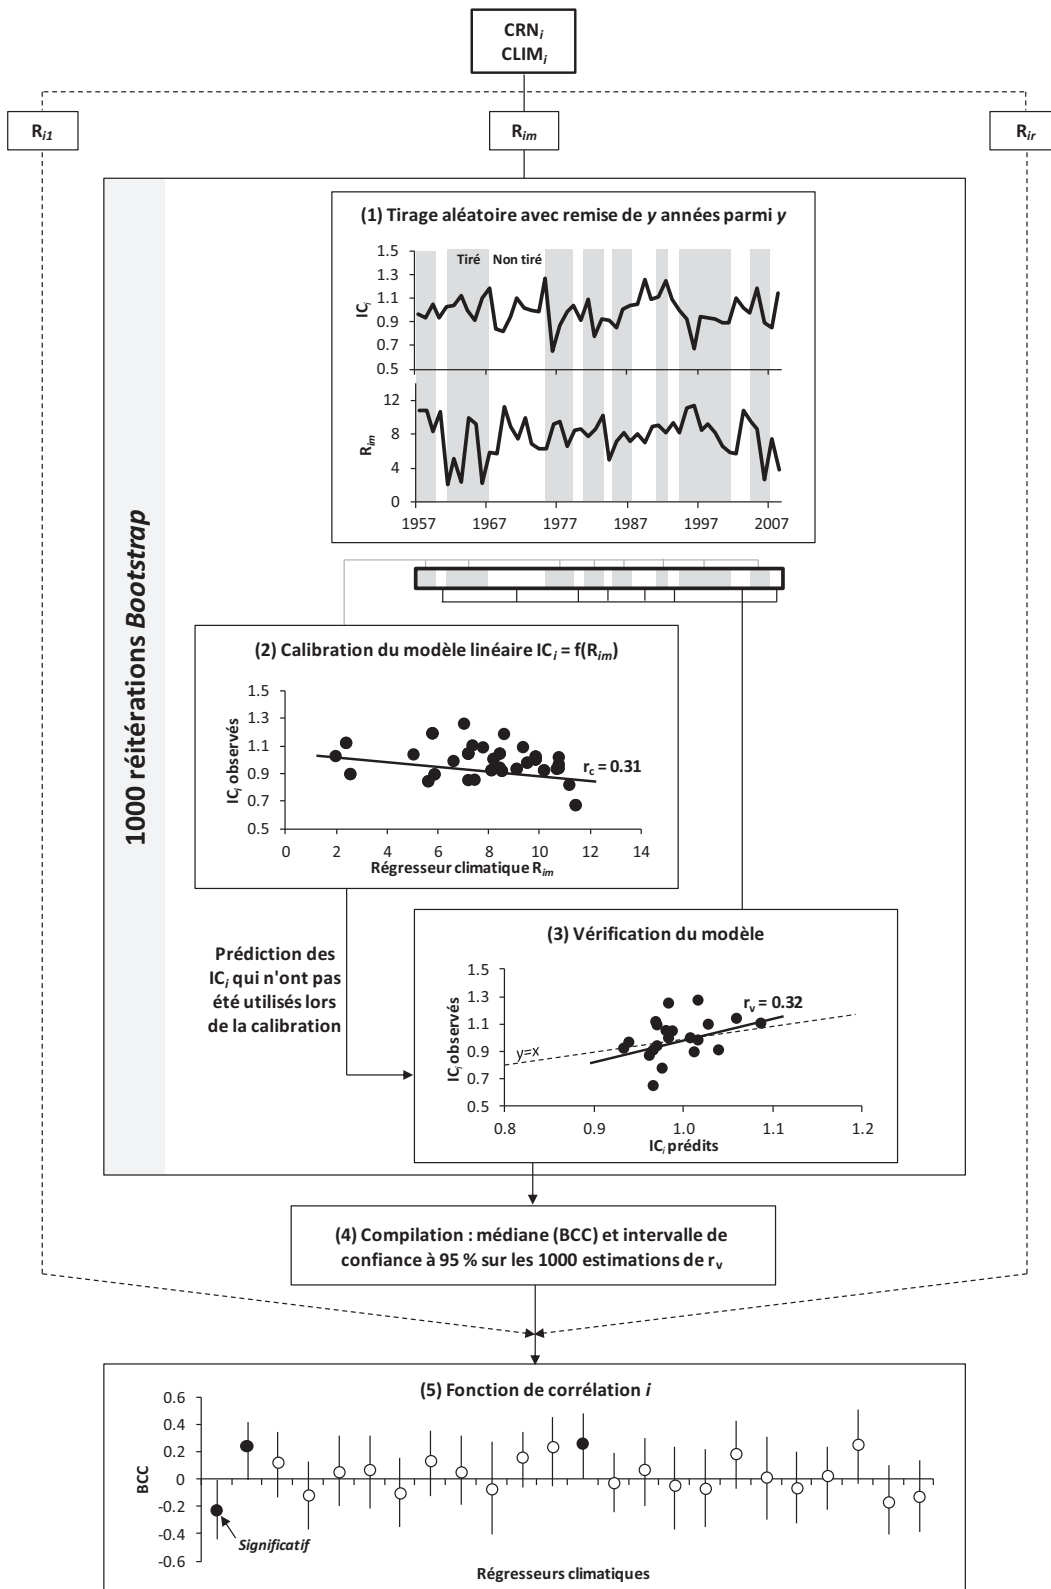 CRNi
CLIMi
Ri1
Rim
Rir
1000 réitérations Bootstrap
(1) Tirage aléatoire avec remise de y années parmi y
Tiré
Non tiré
1.5
1.3
1.1
0.9
0.7
0.5
ICi
12
8
4
0
Rim
1957 1967 1977 1987 1997 2007
(2) Calibration du modèle linéaire ICi = f(Rim)
1.5
1.3
1.1
0.9
0.7
0.5
ICi observés
rc = 0.31
0 2 4 6 8 10 12 14
Régresseur climatique Rim
Prédiction des
ICi qui n'ont pas
été utilisés lors
de la calibration
(3) Vérification du modèle
1.5
1.3
1.1
0.9
0.7
0.5
ICi observés
rv = 0.32
y=x
0.8 0.9 1.0 1.1 1.2
ICi prédits
(4) Compilation : médiane (BCC) et intervalle de
confiance à 95 % sur les 1000 estimations de rv
(5) Fonction de corrélation i
0.6
0.4
0.2
0
-0.2
-0.4
-0.6
BCC
Significatif
Régresseurs climatiques